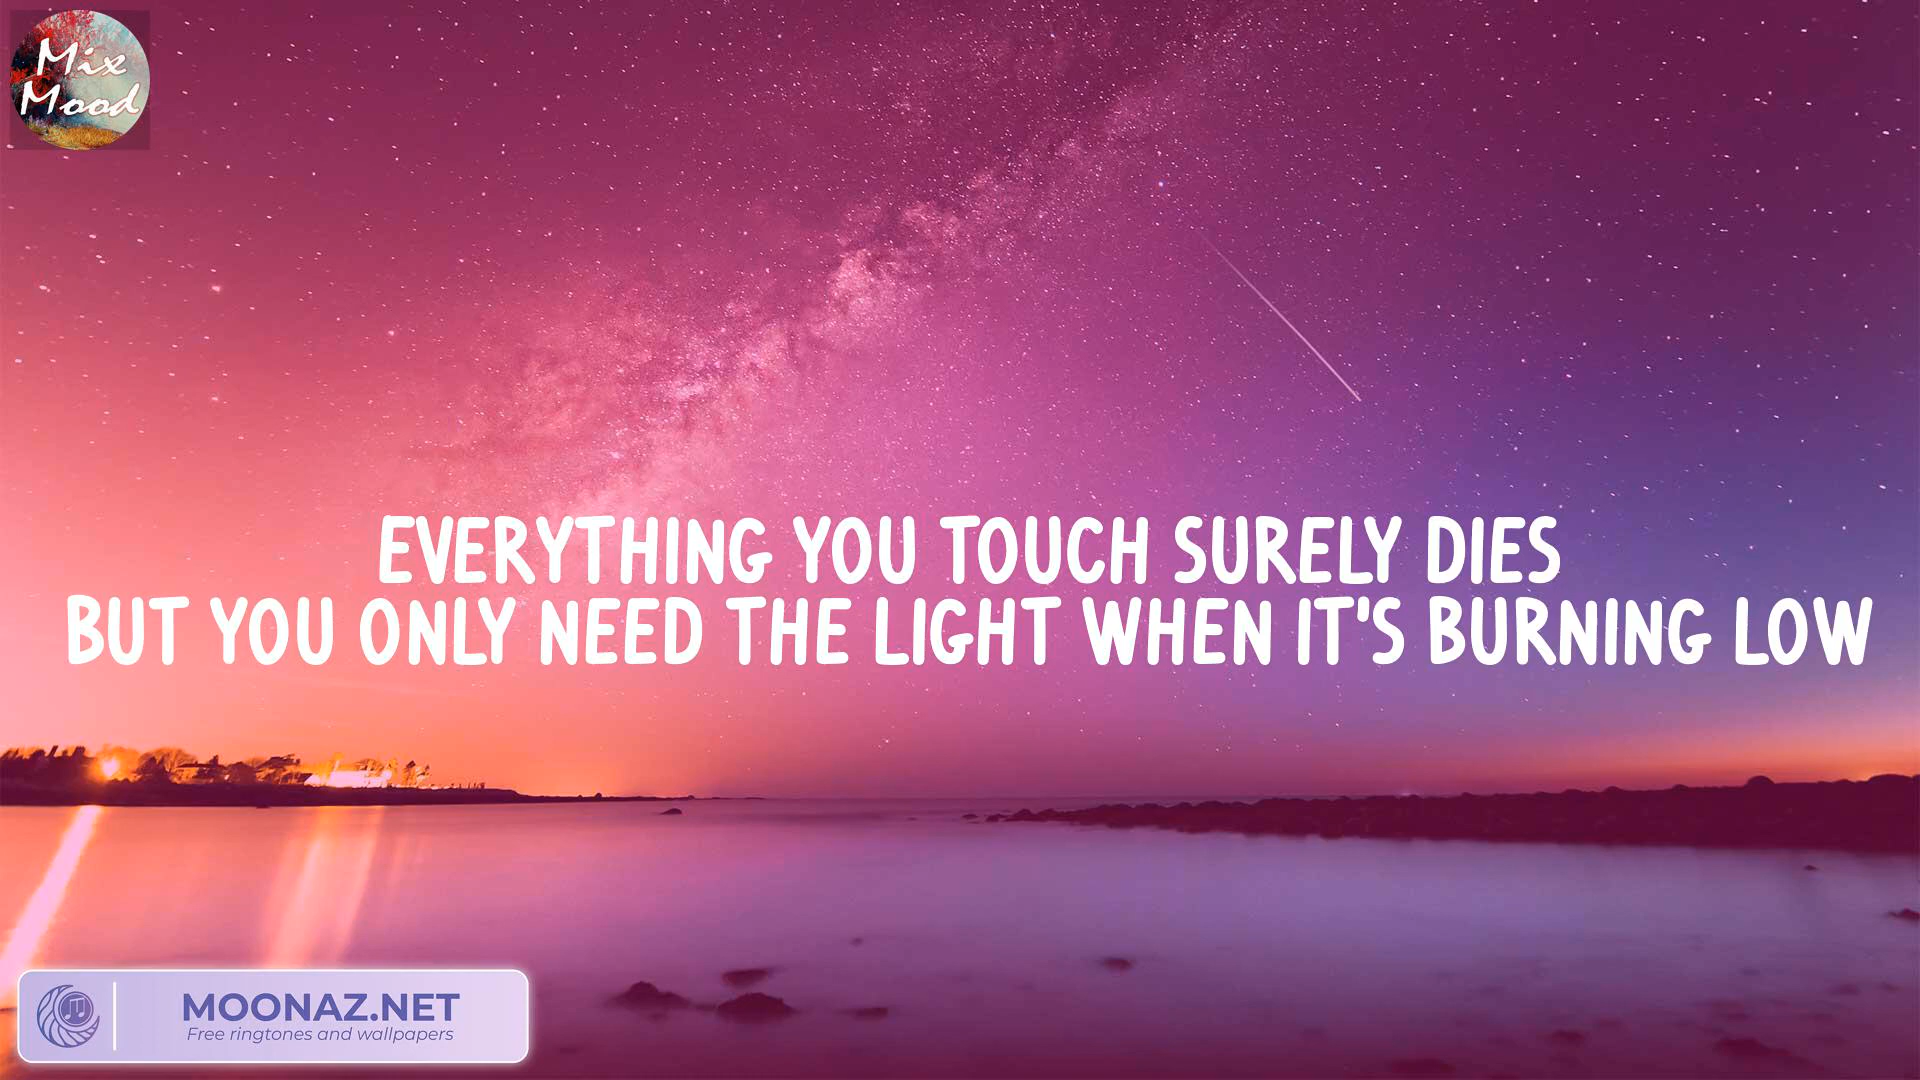 Mix
Mood
EVERYTHING YOU TOUCH SURELY DIES
BUT YOU ONLY NEED THE LIGHT WHEN IT'S BURNING LOW
MOONAZ.NET
Free ringtones and wallpapers